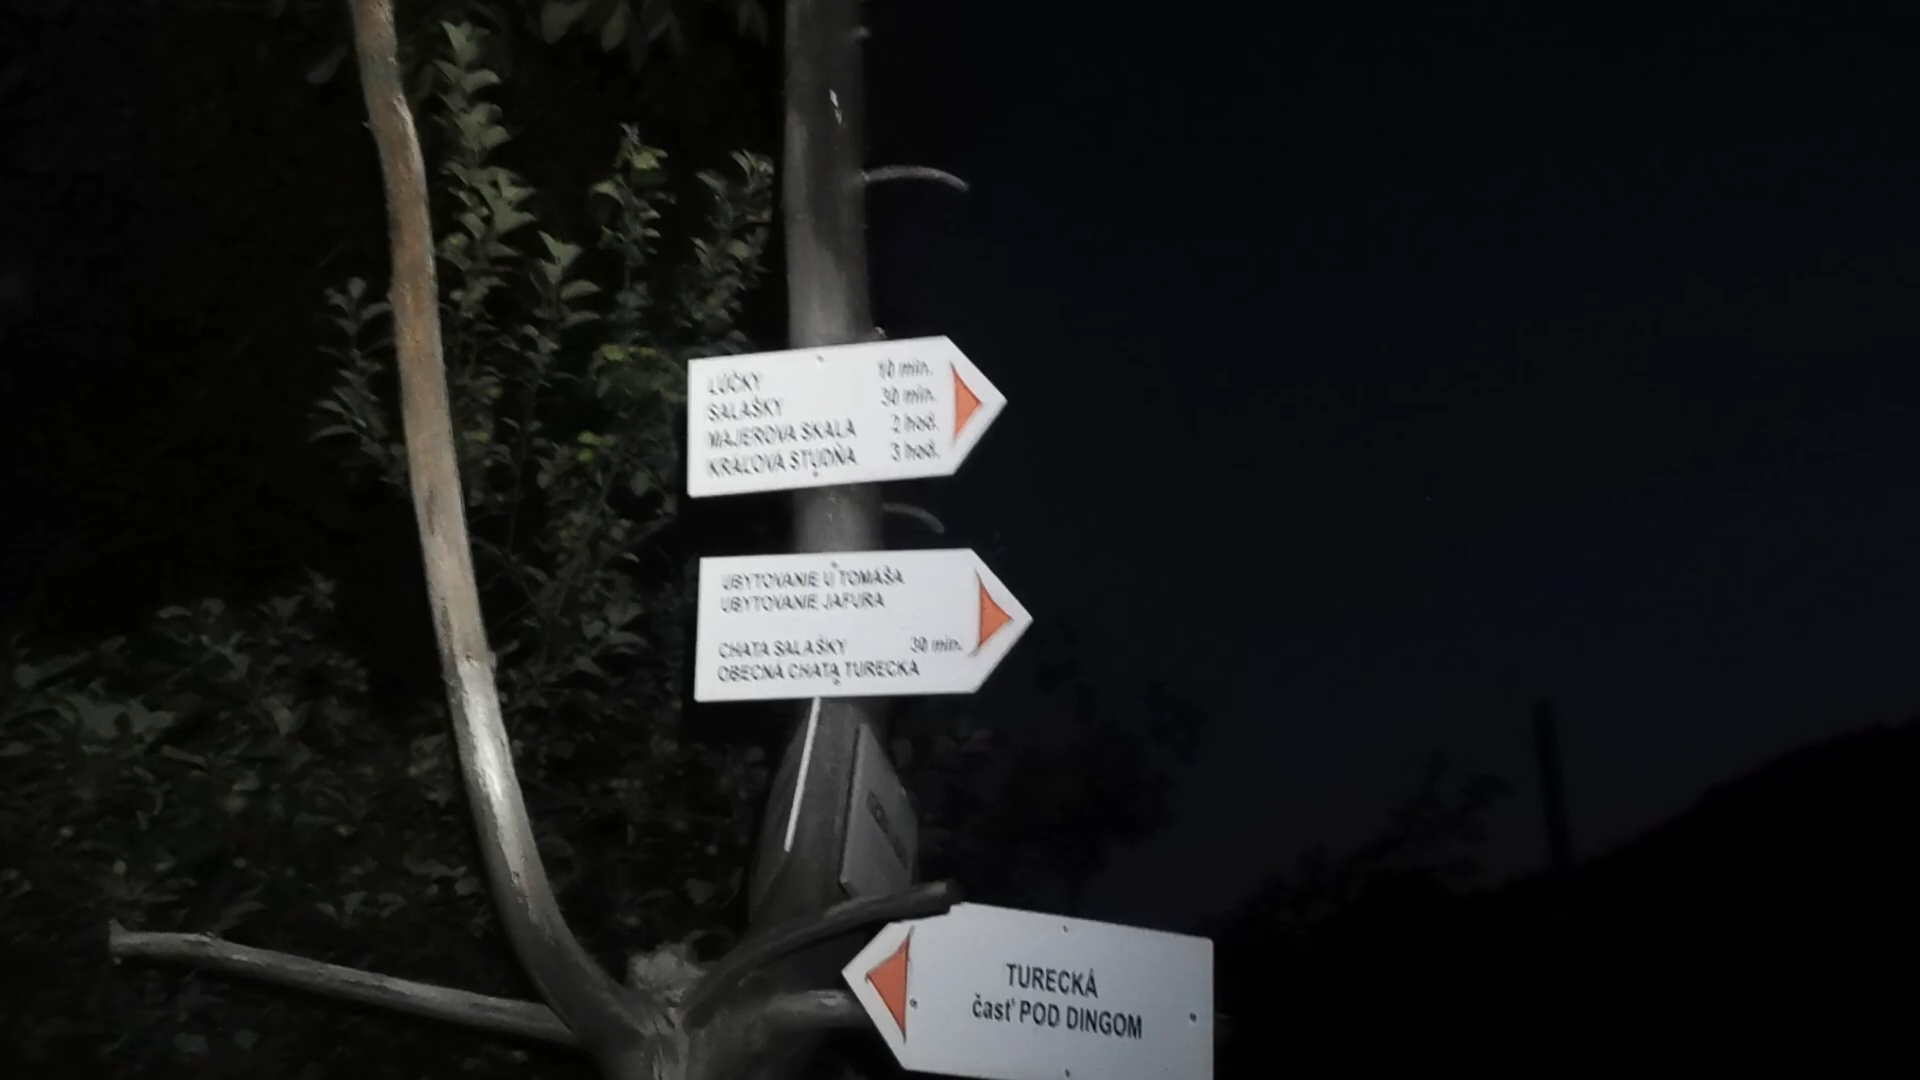 LÚČKY 10 min.
SALAŠKY 30 min.
MAJEROVA SKALA 2 hod.
KRÁĽOVA STUDŇA 3 hod.
UBYTOVANIE U TOMÁŠA
UBYTOVANIE JAFURA
CHATA SALAŠKY 30 min.
OBECNÁ CHATA TURECKÁ
TURECKÁ
časť POD DINGOM